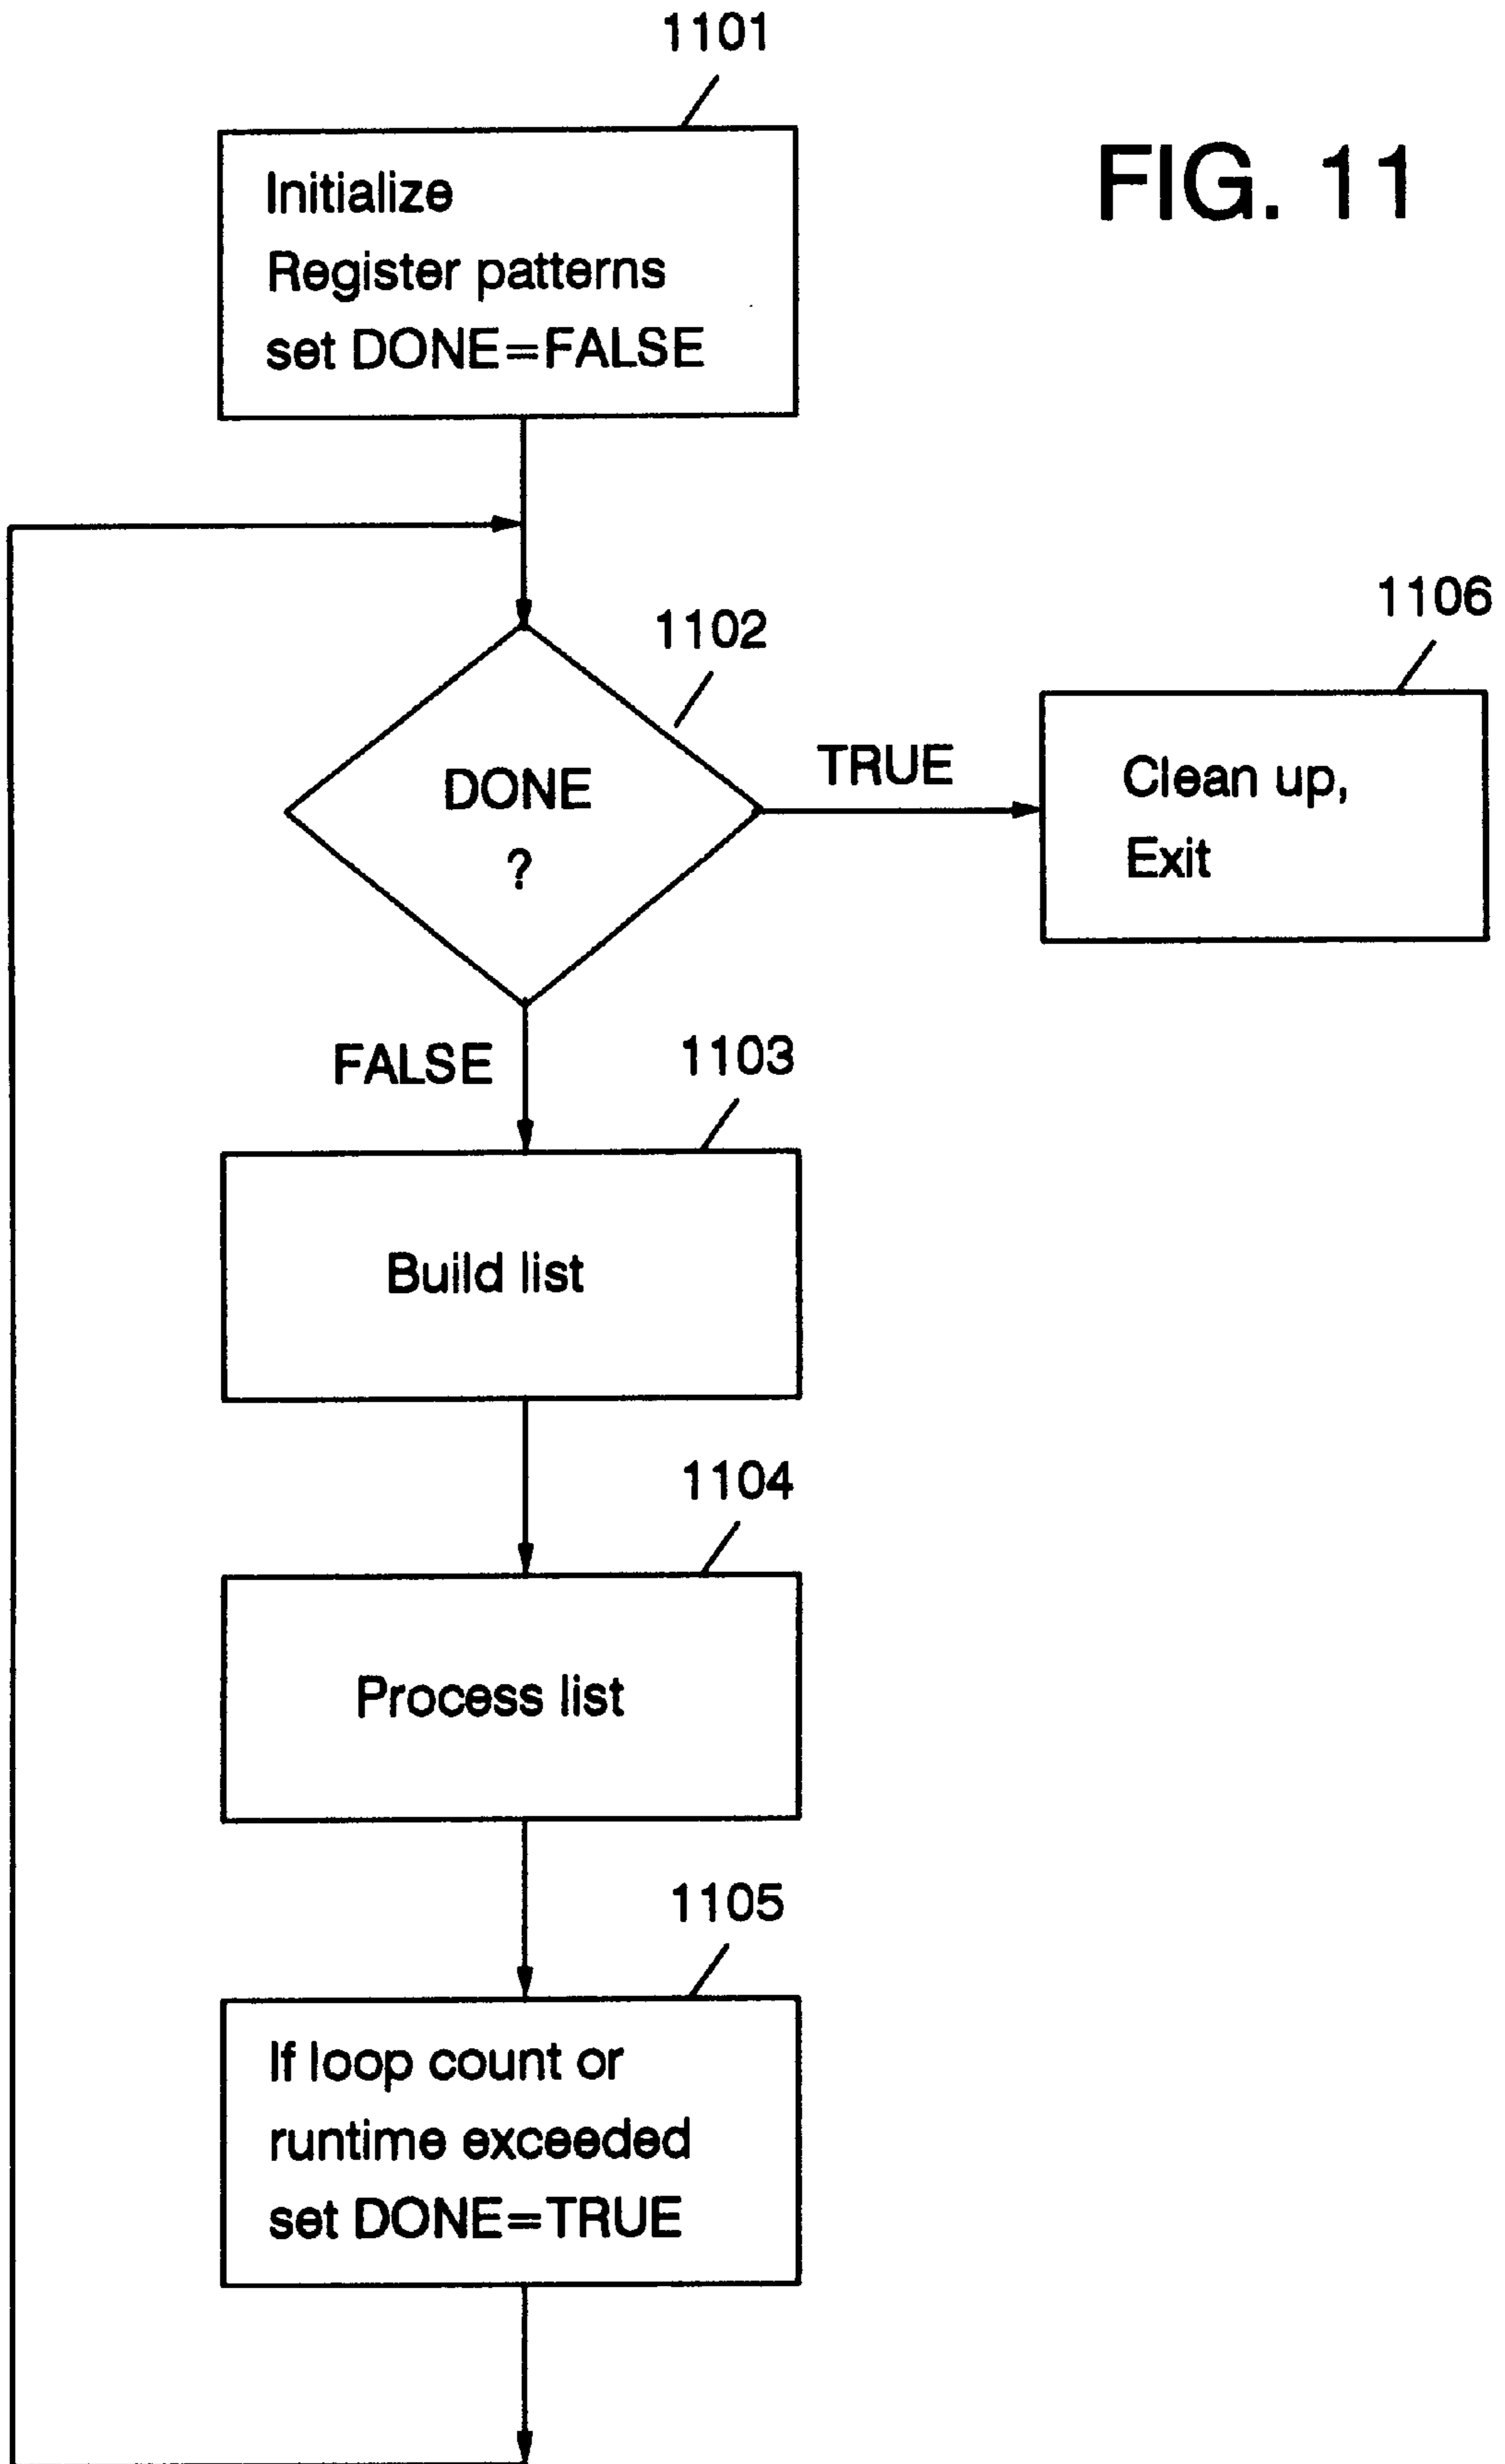 1101
FIG. 11
Initialize
Register patterns
set DONE=FALSE
1102
1106
DONE
?
TRUE
Clean up,
Exit
FALSE
1103
Build list
1104
Process list
1105
If loop count or
runtime exceeded
set DONE=TRUE